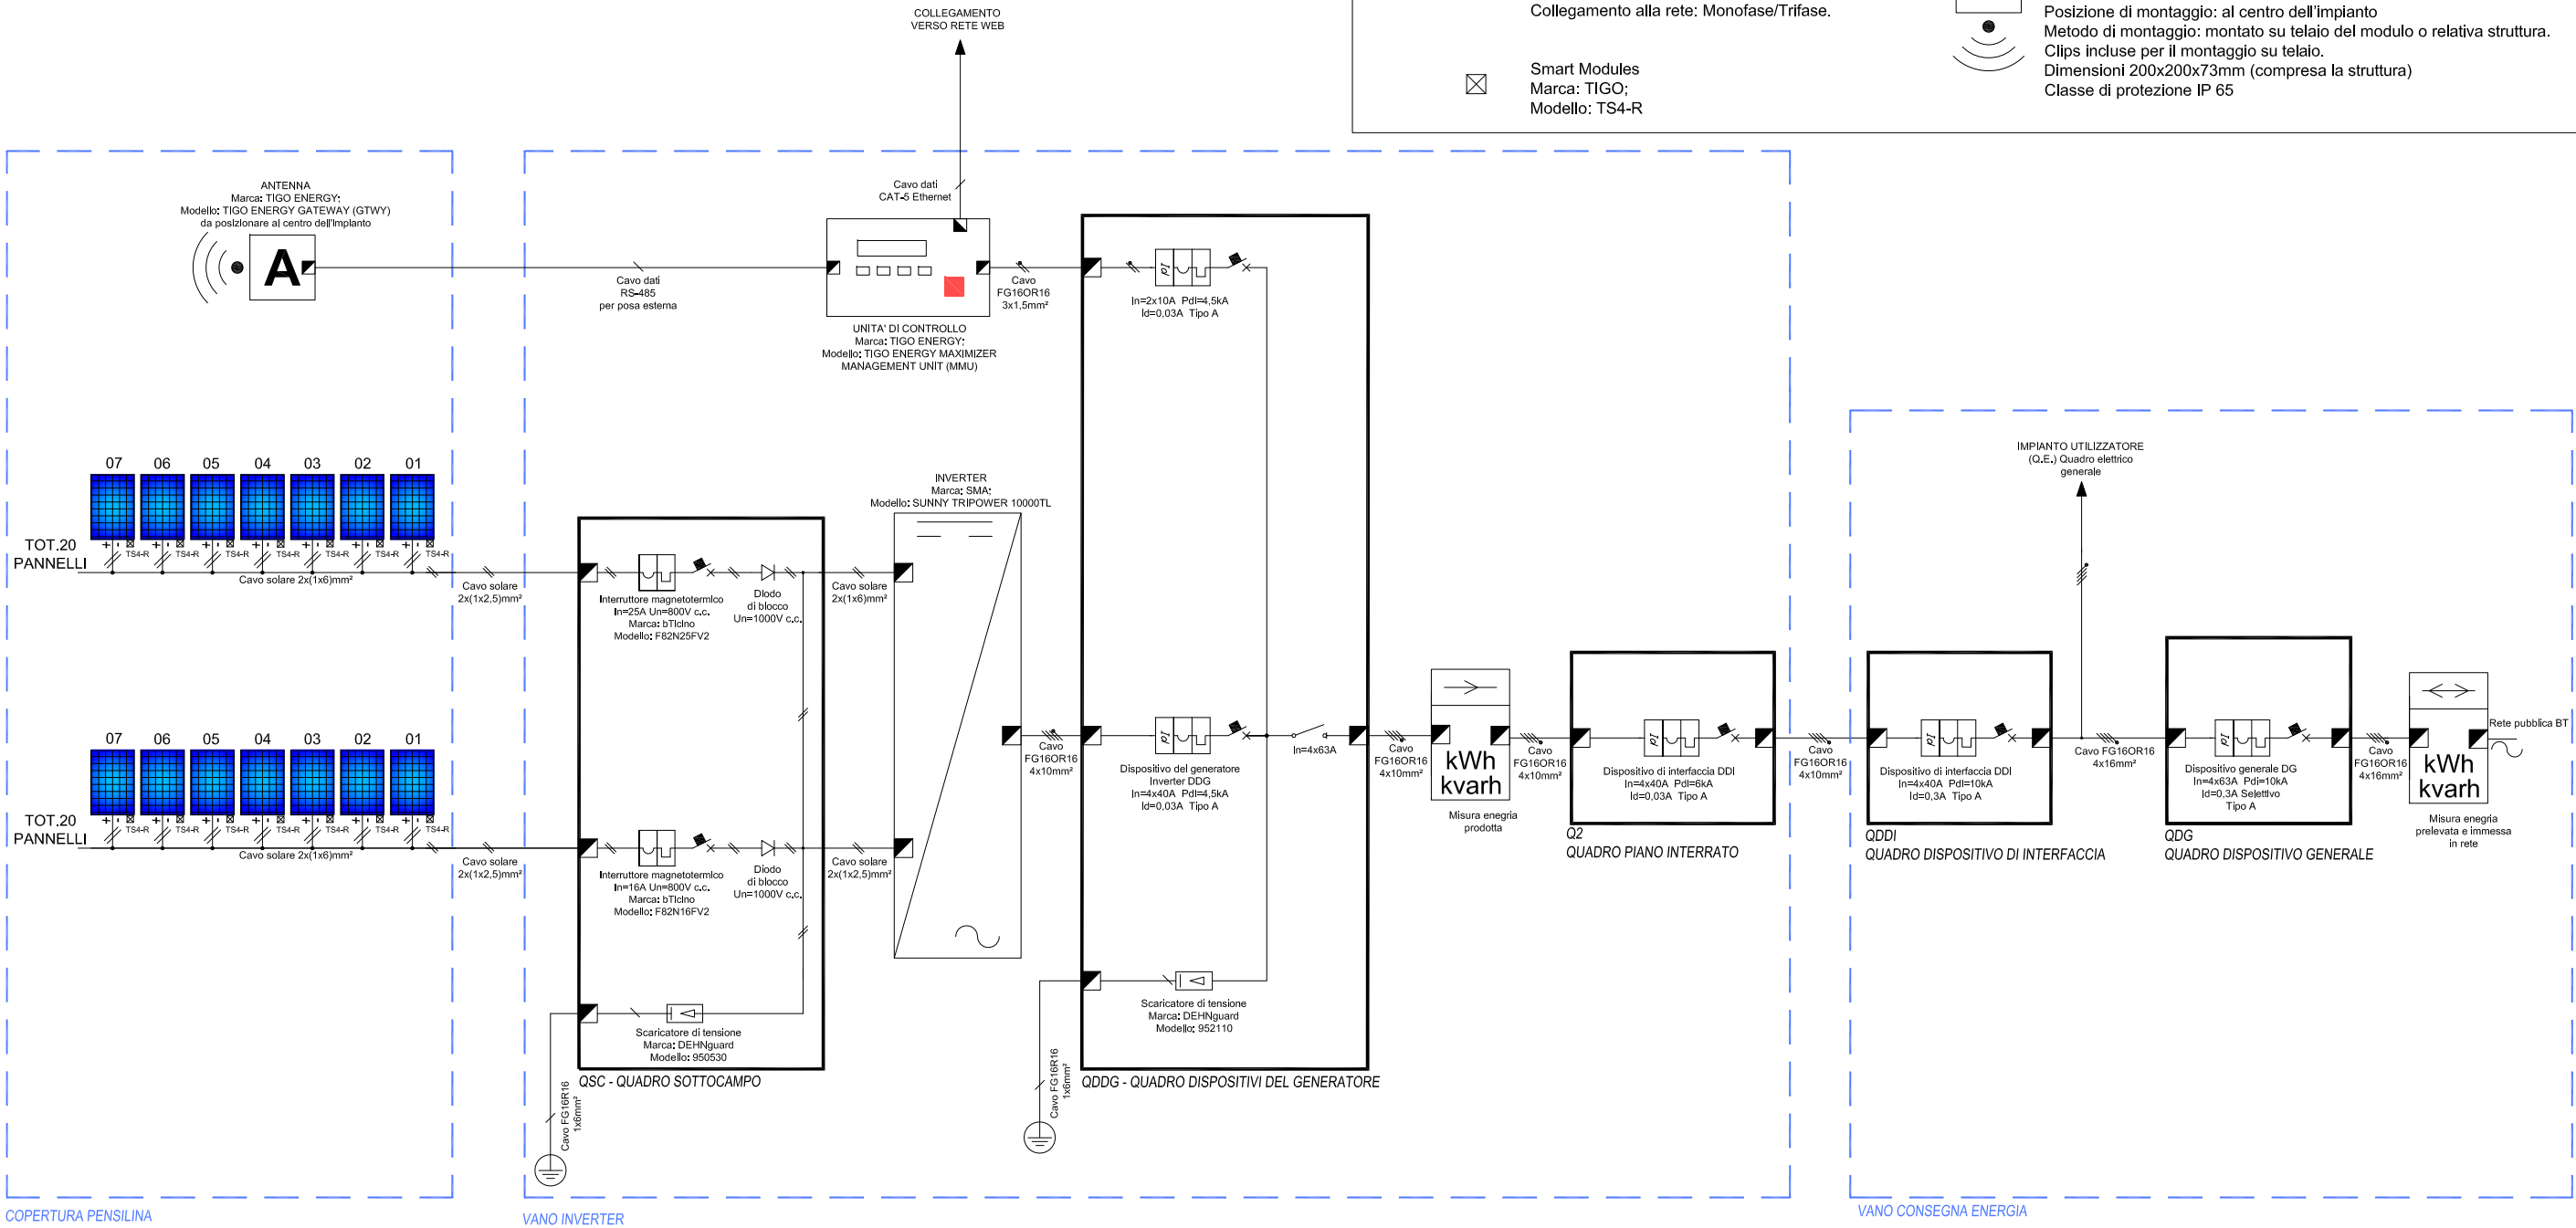 COLLEGAMENTO
VERSO RETE WEB
Collegamento alla rete: Monofase/Trifase.
Smart Modules
Marca: TIGO;
Modello: TS4-R
Posizione di montaggio: al centro dell'impianto
Metodo di montaggio: montato su telaio del modulo o relativa struttura.
Clips incluse per il montaggio su telaio.
Dimensioni 200x200x73mm (compresa la struttura)
Classe di protezione IP 65
ANTENNA
Marca: TIGO ENERGY;
Modello: TIGO ENERGY GATEWAY (GTWY)
da posizionare al centro dell'impianto
A
Cavo dati
RS-485
per posa esterna
Cavo dati
CAT-5 Ethernet
UNITA' DI CONTROLLO
Marca: TIGO ENERGY;
Modello: TIGO ENERGY MAXIMIZER
MANAGEMENT UNIT (MMU)
Cavo
FG16OR16
3x1,5mm²
Id
In=2x10A Pdi=4,5kA
Id=0,03A Tipo A
07 06 05 04 03 02 01
TOT.20
PANNELLI
+ - TS4-R + - TS4-R + - TS4-R + - TS4-R + - TS4-R + - TS4-R + - TS4-R
Cavo solare 2x(1x6)mm²
Cavo solare
2x(1x2,5)mm²
Interruttore magnetotermico
In=25A Un=800V c.c.
Marca: bTicino
Modello: F82N25FV2
Diodo
di blocco
Un=1000V c.c.
Cavo solare
2x(1x6)mm²
INVERTER
Marca: SMA;
Modello: SUNNY TRIPOWER 10000TL
07 06 05 04 03 02 01
TOT.20
PANNELLI
+ - TS4-R + - TS4-R + - TS4-R + - TS4-R + - TS4-R + - TS4-R + - TS4-R
Cavo solare 2x(1x6)mm²
Cavo solare
2x(1x2,5)mm²
Interruttore magnetotermico
In=16A Un=800V c.c.
Marca: bTicino
Modello: F82N16FV2
Diodo
di blocco
Un=1000V c.c.
Cavo solare
2x(1x2,5)mm²
Scaricatore di tensione
Marca: DEHNguard
Modello: 950530
QSC - QUADRO SOTTOCAMPO
Cavo FG16R16
1x6mm²
Cavo
FG16OR16
4x10mm²
Id
Dispositivo del generatore
Inverter DDG
In=4x40A Pdi=4,5kA
Id=0,03A Tipo A
In=4x63A
Scaricatore di tensione
Marca: DEHNguard
Modello: 952110
QDDG - QUADRO DISPOSITIVI DEL GENERATORE
Cavo FG16R16
1x6mm²
Cavo
FG16OR16
4x10mm²
kWh
kvarh
Misura enegria
prodotta
Cavo
FG16OR16
4x10mm²
Id
Dispositivo di interfaccia DDI
In=4x40A Pdi=6kA
Id=0,03A Tipo A
Q2
QUADRO PIANO INTERRATO
Cavo
FG16OR16
4x10mm²
IMPIANTO UTILIZZATORE
(Q.E.) Quadro elettrico
generale
Id
Dispositivo di interfaccia DDI
In=4x40A Pdi=10kA
Id=0,3A Tipo A
QDDI
QUADRO DISPOSITIVO DI INTERFACCIA
Cavo FG16OR16
4x16mm²
Id
Dispositivo generale DG
In=4x63A Pdi=10kA
Id=0,3A Selettivo
Tipo A
QDG
QUADRO DISPOSITIVO GENERALE
Cavo
FG16OR16
4x16mm²
kWh
kvarh
Rete pubblica BT
Misura enegria
prelevata e immessa
in rete
COPERTURA PENSILINA
VANO INVERTER
VANO CONSEGNA ENERGIA